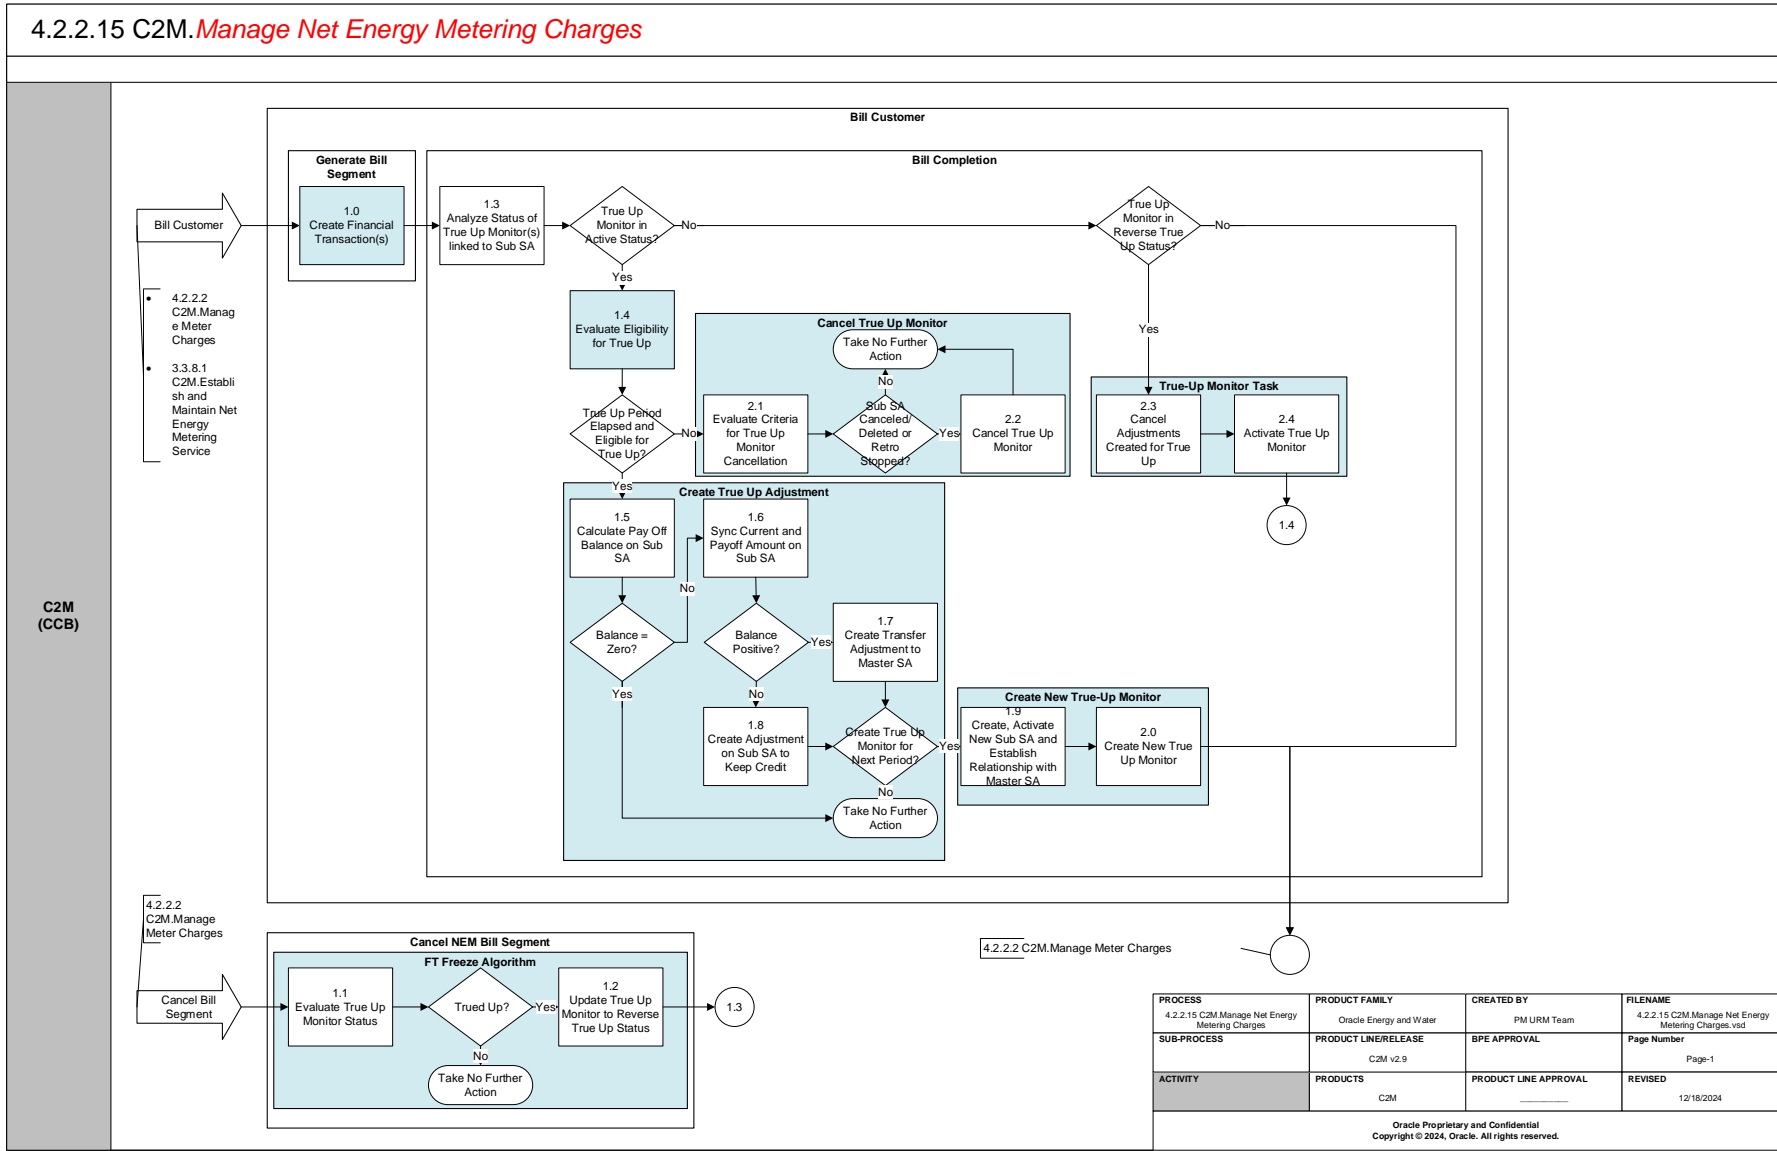 4.2.2.15 C2M.Manage Net Energy Metering Charges
C2M
(CCB)
Bill Customer
Generate Bill
Segment
Bill Completion
Bill Customer
1.0
Create Financial
Transaction(s)
1.3
Analyze Status of
True Up Monitor(s)
linked to Sub SA
True Up
Monitor in
Active Status?
No
True Up
Monitor in
Reverse True
Up Status?
No
Yes
• 4.2.2.2
C2M.Manag
e Meter
Charges
• 3.3.8.1
C2M.Establi
sh and
Maintain Net
Energy
Metering
Service
1.4
Evaluate Eligibility
for True Up
Cancel True Up Monitor
Take No Further
Action
Yes
No
True Up Period
Elapsed and
Eligible for
True Up?
No
2.1
Evaluate Criteria
for True Up
Monitor
Cancellation
Sub SA
Canceled/
Deleted or
Retro
Stopped?
Yes
2.2
Cancel True Up
Monitor
True-Up Monitor Task
2.3
Cancel
Adjustments
Created for True
Up
2.4
Activate True Up
Monitor
1.4
Yes
Create True Up Adjustment
1.5
Calculate Pay Off
Balance on Sub
SA
1.6
Sync Current and
Payoff Amount on
Sub SA
No
Balance =
Zero?
Balance
Positive?
Yes
1.7
Create Transfer
Adjustment to
Master SA
Yes
No
1.8
Create Adjustment
on Sub SA to
Keep Credit
Create True Up
Monitor for
Next Period?
Yes
No
Take No Further
Action
Create New True-Up Monitor
1.9
Create, Activate
New Sub SA and
Establish
Relationship with
Master SA
2.0
Create New True
Up Monitor
4.2.2.2
C2M.Manage
Meter Charges
Cancel Bill
Segment
Cancel NEM Bill Segment
FT Freeze Algorithm
1.1
Evaluate True Up
Monitor Status
Trued Up?
Yes
1.2
Update True Up
Monitor to Reverse
True Up Status
1.3
No
Take No Further
Action
4.2.2.2 C2M.Manage Meter Charges
PROCESS
4.2.2.15 C2M.Manage Net Energy
Metering Charges
PRODUCT FAMILY
Oracle Energy and Water
CREATED BY
PM URM Team
FILENAME
4.2.2.15 C2M.Manage Net Energy
Metering Charges.vsd
SUB-PROCESS
PRODUCT LINE/RELEASE
C2M v2.9
BPE APPROVAL
Page Number
Page-1
ACTIVITY
PRODUCTS
C2M
PRODUCT LINE APPROVAL
___________
REVISED
12/18/2024
Oracle Proprietary and Confidential
Copyright © 2024, Oracle. All rights reserved.